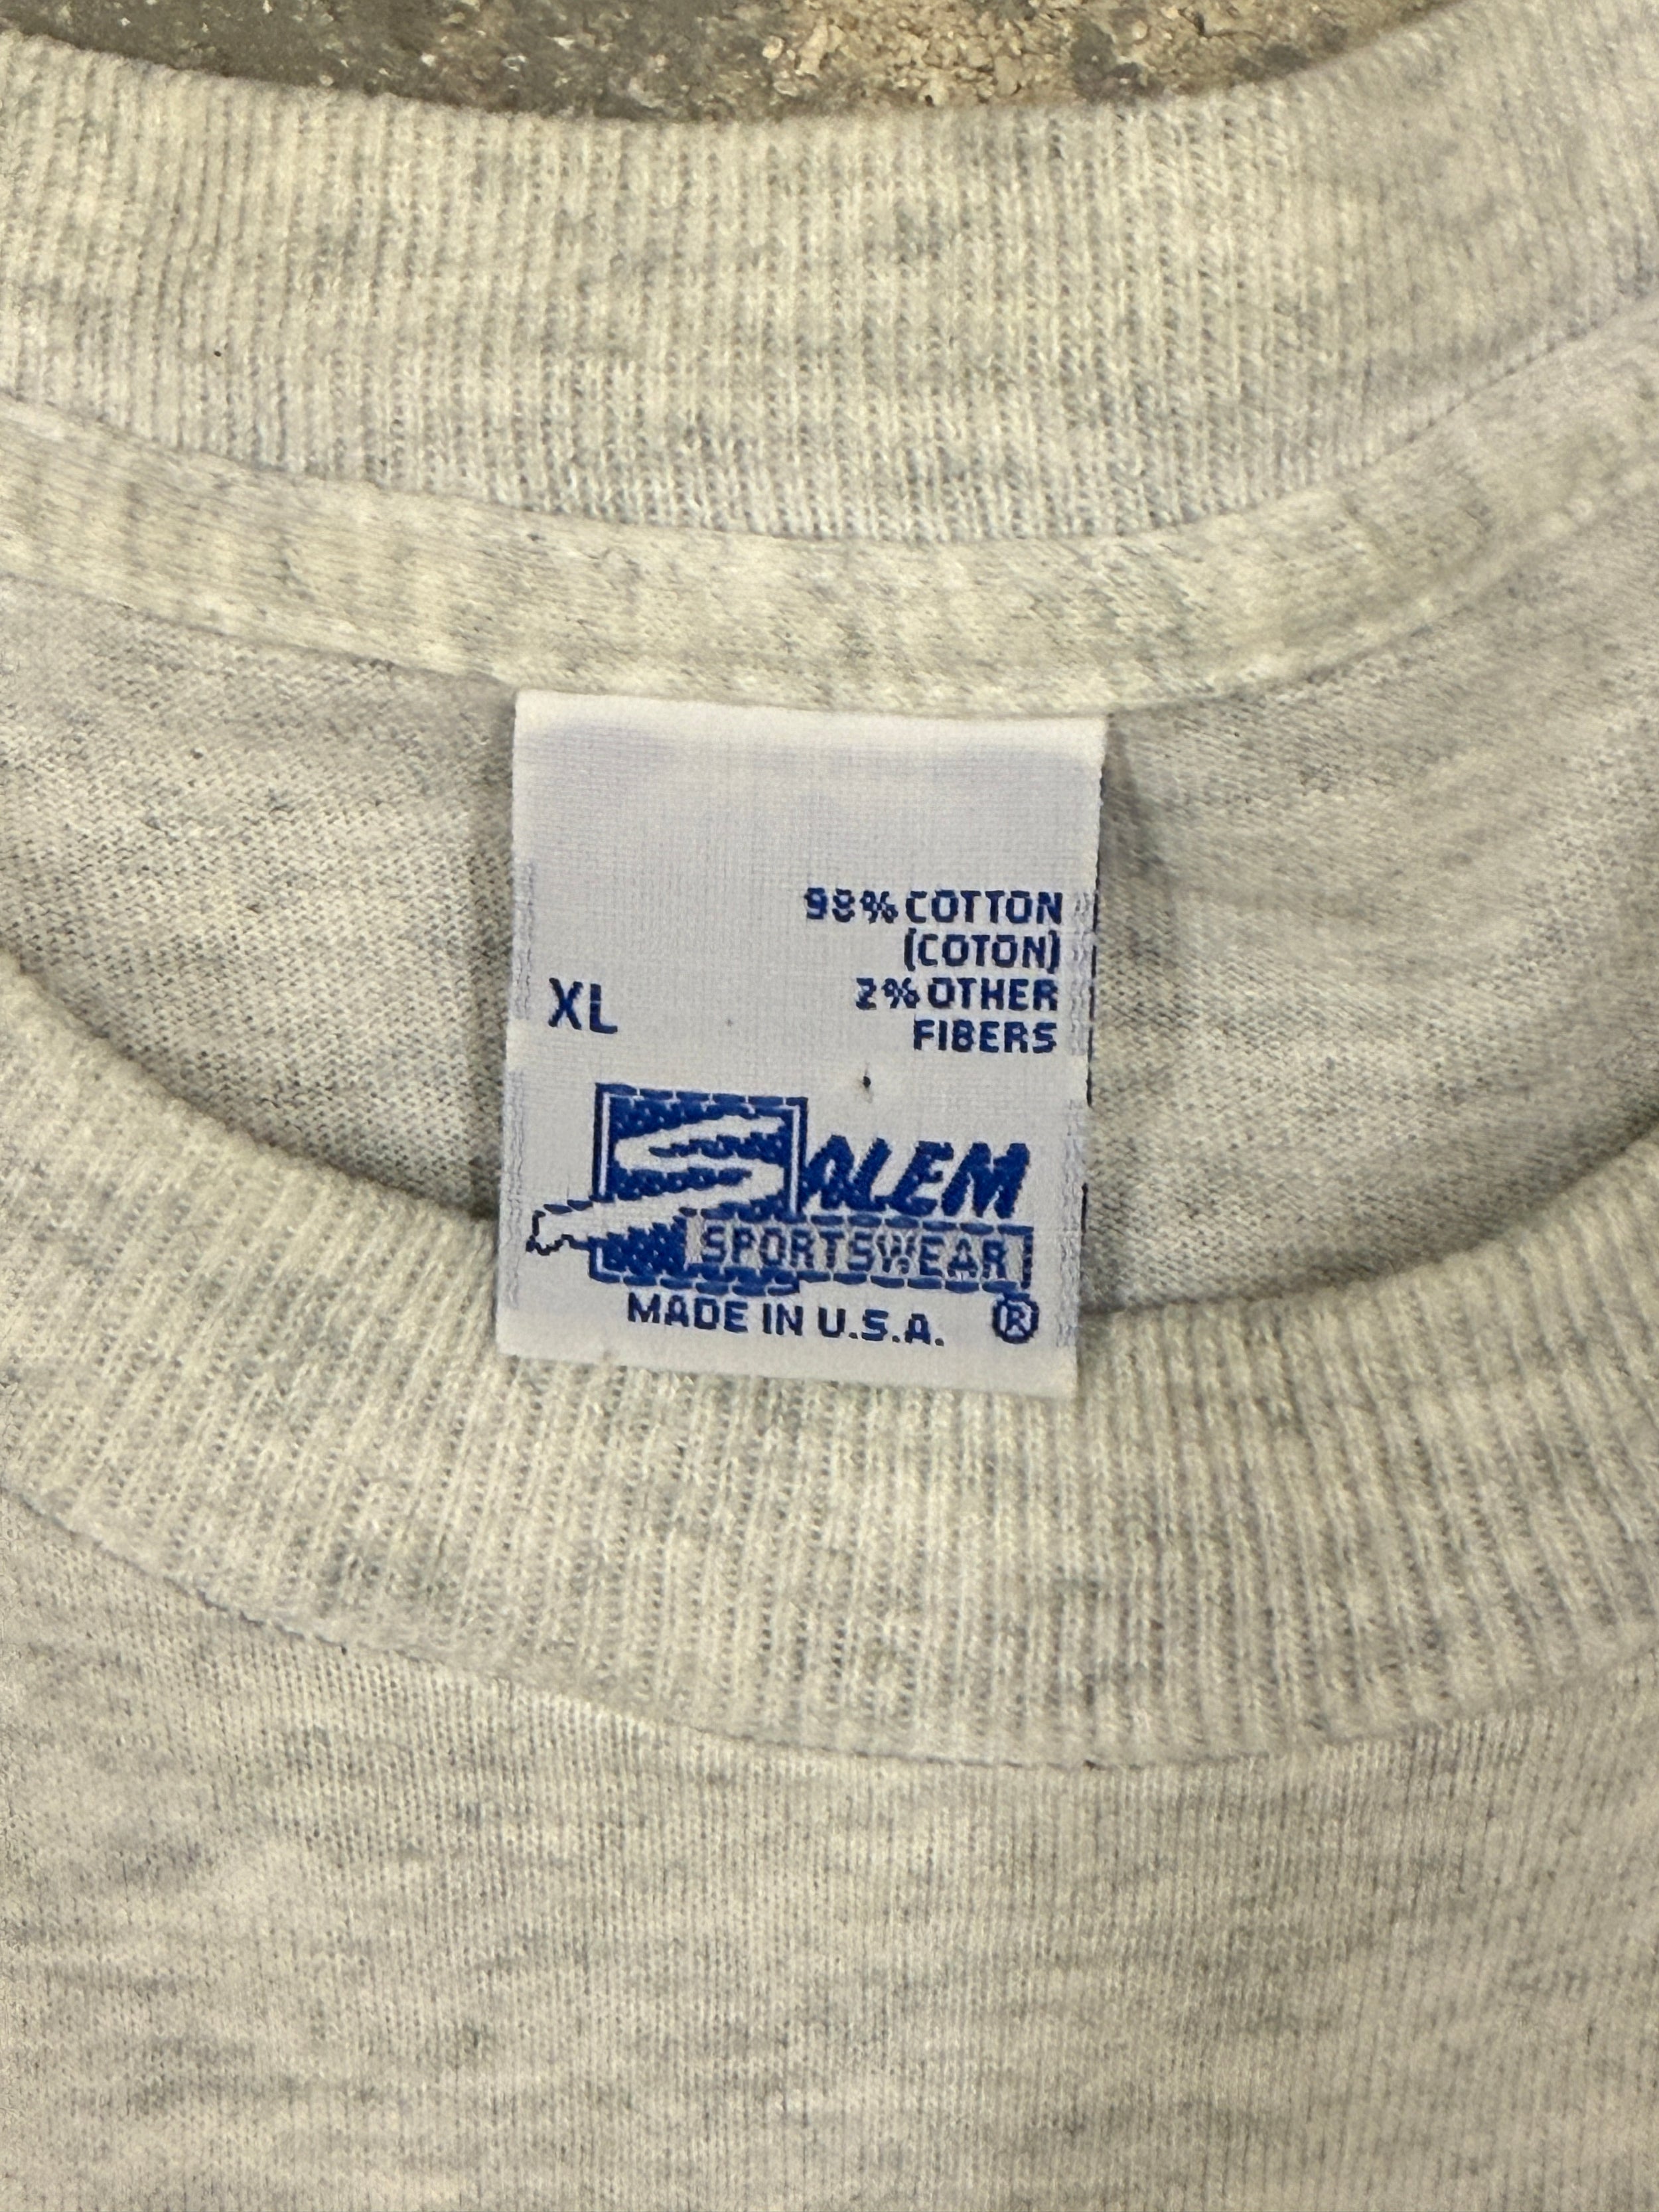 98% COTTON
(COTON)
2% OTHER
FIBERS
XL
SALEM
SPORTSWEAR
MADE IN U.S.A. ®